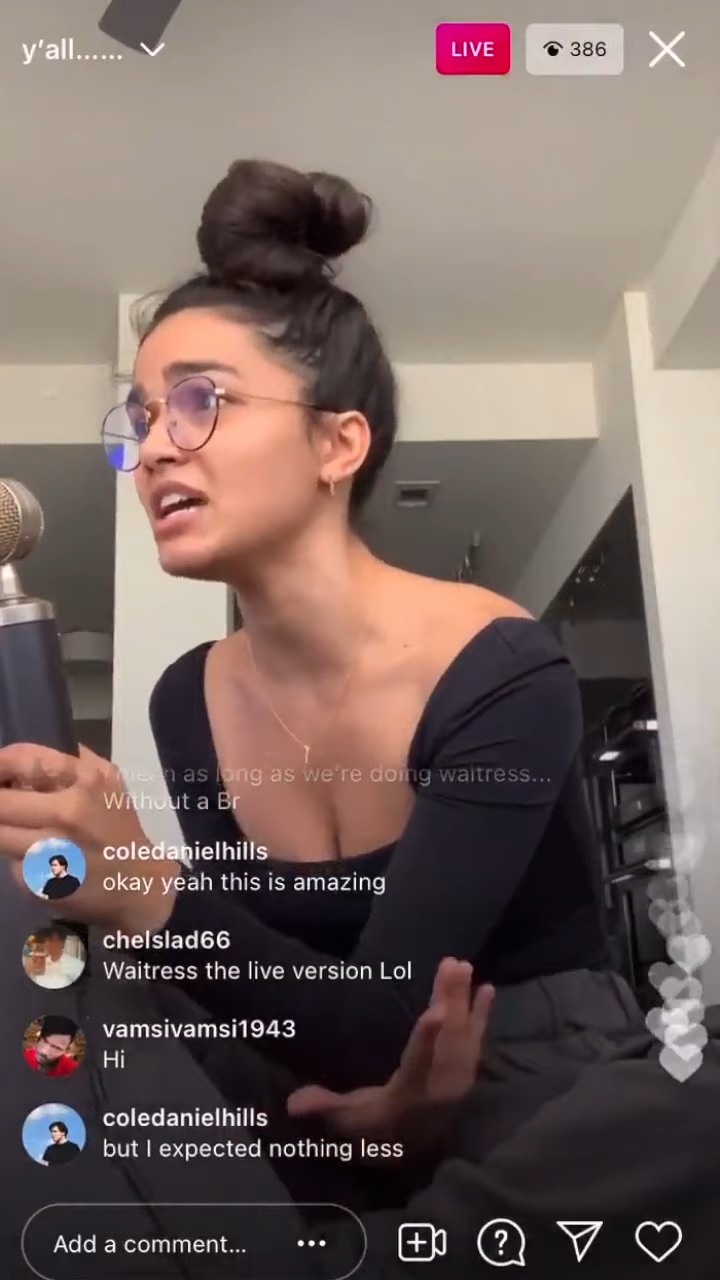 y'all......
LIVE
386
I mean as long as we're doing waitress...
Without a Br
coledanielhills
okay yeah this is amazing
chelslad66
Waitress the live version Lol
vamsivamsi1943
Hi
coledanielhills
but I expected nothing less
Add a comment...